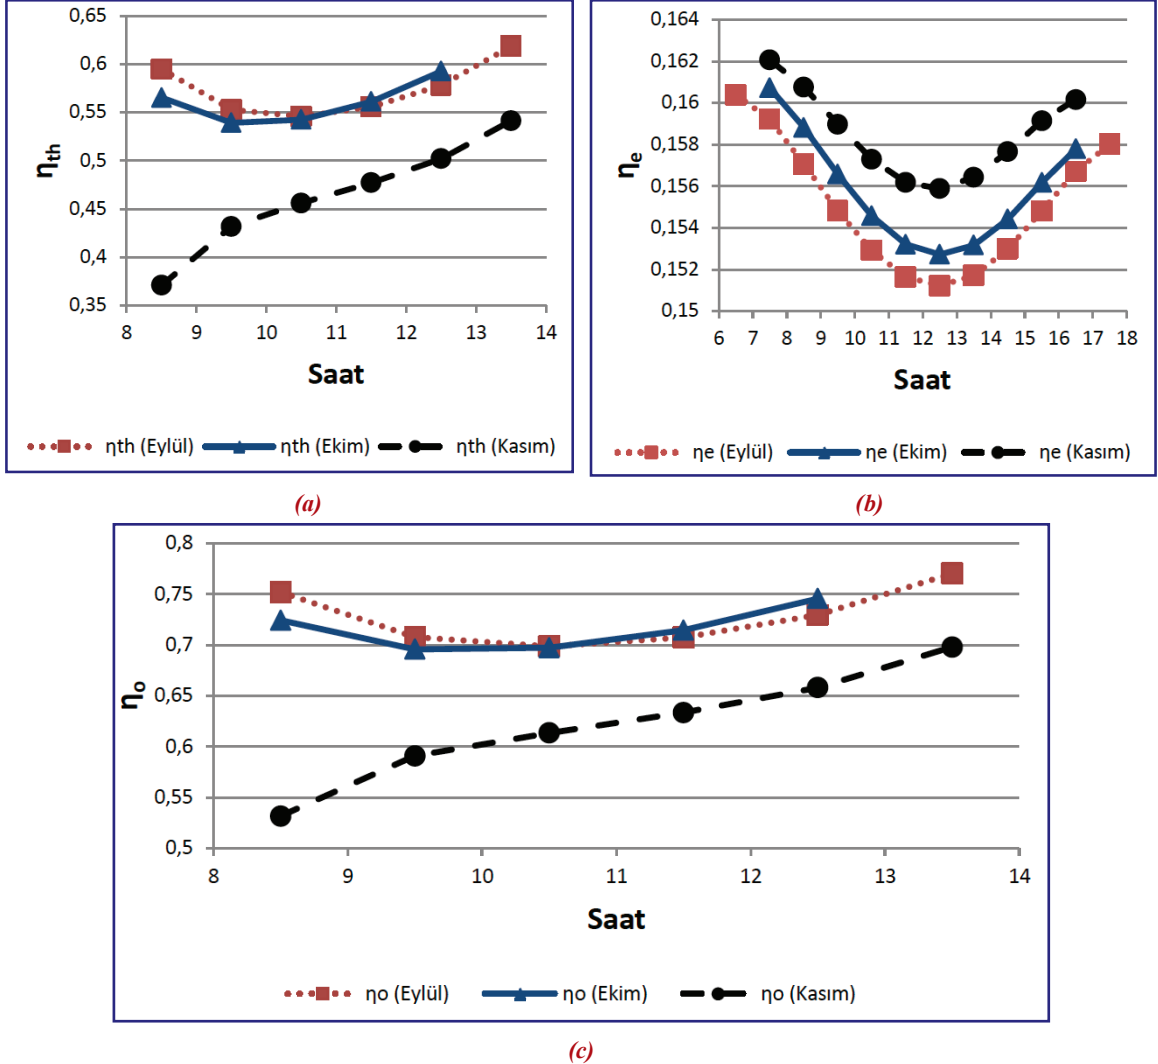 0,65
0,6
0,55
0,5
0,45
0,4
0,35
ηth
8 9 10 11 12 13 14
Saat
ηth (Eylül) ηth (Ekim) ηth (Kasım)
(a)
0,164
0,162
0,16
0,158
0,156
0,154
0,152
0,15
ηe
6 7 8 9 10 11 12 13 14 15 16 17 18
Saat
ηe (Eylül) ηe (Ekim) ηe (Kasım)
(b)
0,8
0,75
0,7
0,65
0,6
0,55
0,5
ηo
8 9 10 11 12 13 14
Saat
ηo (Eylül) ηo (Ekim) ηo (Kasım)
(c)